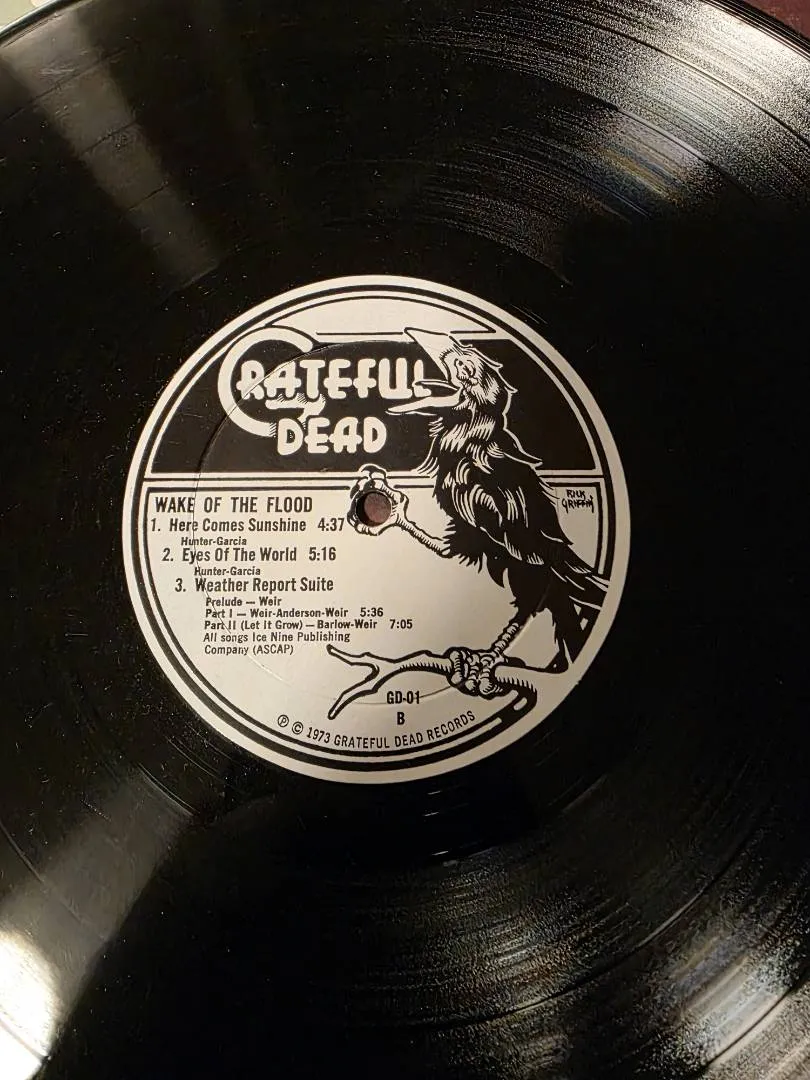 GRATEFUL
DEAD
RICK
GRIFFIN
WAKE OF THE FLOOD
1. Here Comes Sunshine 4:37
Hunter-Garcia
2. Eyes Of The World 5:16
Hunter-Garcia
3. Weather Report Suite
Prelude — Weir
Part I — Weir-Anderson-Weir 5:36
Part II (Let It Grow) — Barlow-Weir 7:05
All songs Ice Nine Publishing
Company (ASCAP)
GD-01
B
℗ © 1973 GRATEFUL DEAD RECORDS